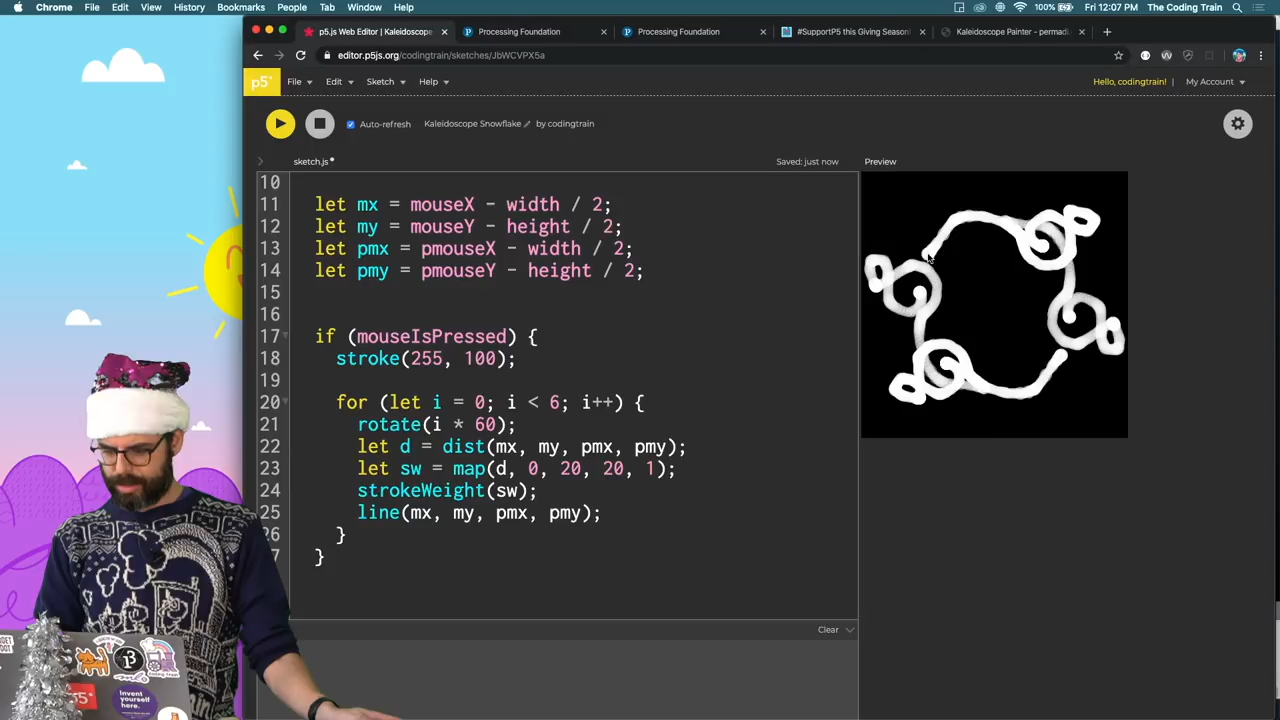 Chrome File Edit View History Bookmarks People Tab Window Help 100% Fri 12:07 PM The Coding Train
p5.js Web Editor | Kaleidoscope Processing Foundation Processing Foundation #SupportP5 this Giving Season Kaleidoscope Painter - permadi
editor.p5js.org/codingtrain/sketches/JbWCVPX5a
p5* File Edit Sketch Help Hello, codingtrain! | My Account
Auto-refresh Kaleidoscope Snowflake by codingtrain
sketch.js Saved: just now Preview
10
11 let mx = mouseX - width / 2;
12 let my = mouseY - height / 2;
13 let pmx = pmouseX - width / 2;
14 let pmy = pmouseY - height / 2;
15
16
17 if (mouseIsPressed) {
18 stroke(255, 100);
19
20 for (let i = 0; i < 6; i++) {
21 rotate(i * 60);
22 let d = dist(mx, my, pmx, pmy);
23 let sw = map(d, 0, 20, 20, 1);
24 strokeWeight(sw);
25 line(mx, my, pmx, pmy);
26 }
7 }
Clear
Invent
yourself
here.